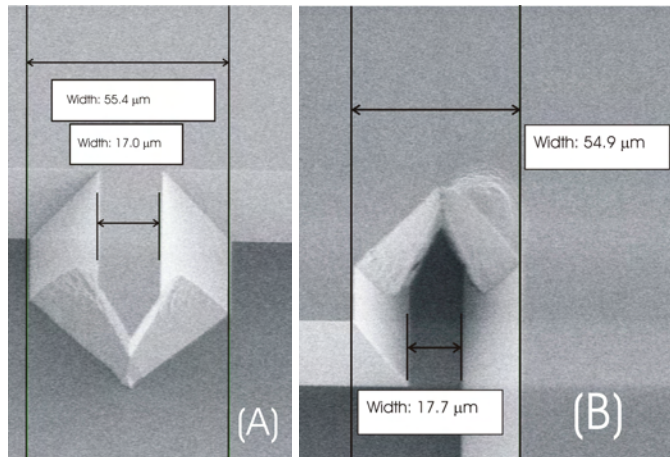 Width: 55.4 µm
Width: 17.0 µm
(A)
Width: 54.9 µm
Width: 17.7 µm
(B)